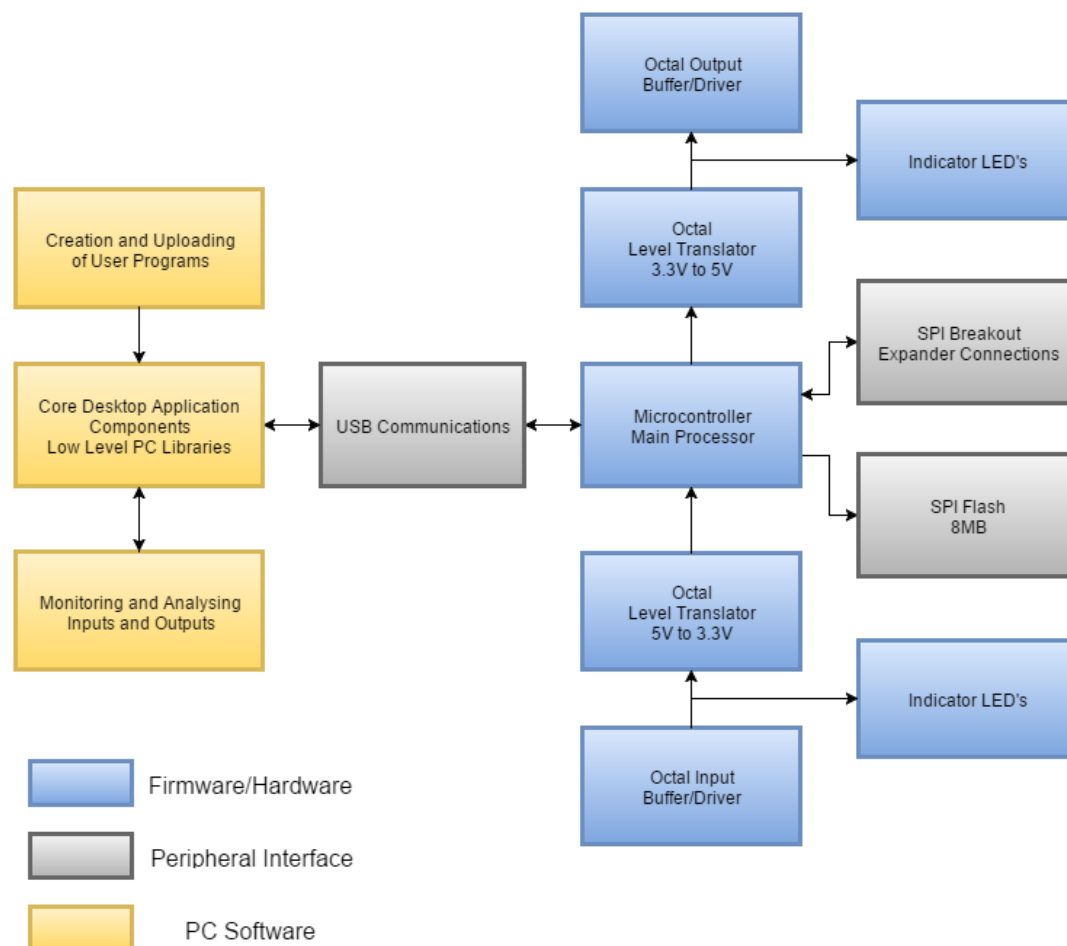 Octal Output
Buffer/Driver
Indicator LED's
Creation and Uploading
of User Programs
Octal
Level Translator
3.3V to 5V
SPI Breakout
Expander Connections
Core Desktop Application
Components
Low Level PC Libraries
USB Communications
Microcontroller
Main Processor
SPI Flash
8MB
Monitoring and Analysing
Inputs and Outputs
Octal
Level Translator
5V to 3.3V
Indicator LED's
Octal Input
Buffer/Driver
Firmware/Hardware
Peripheral Interface
PC Software